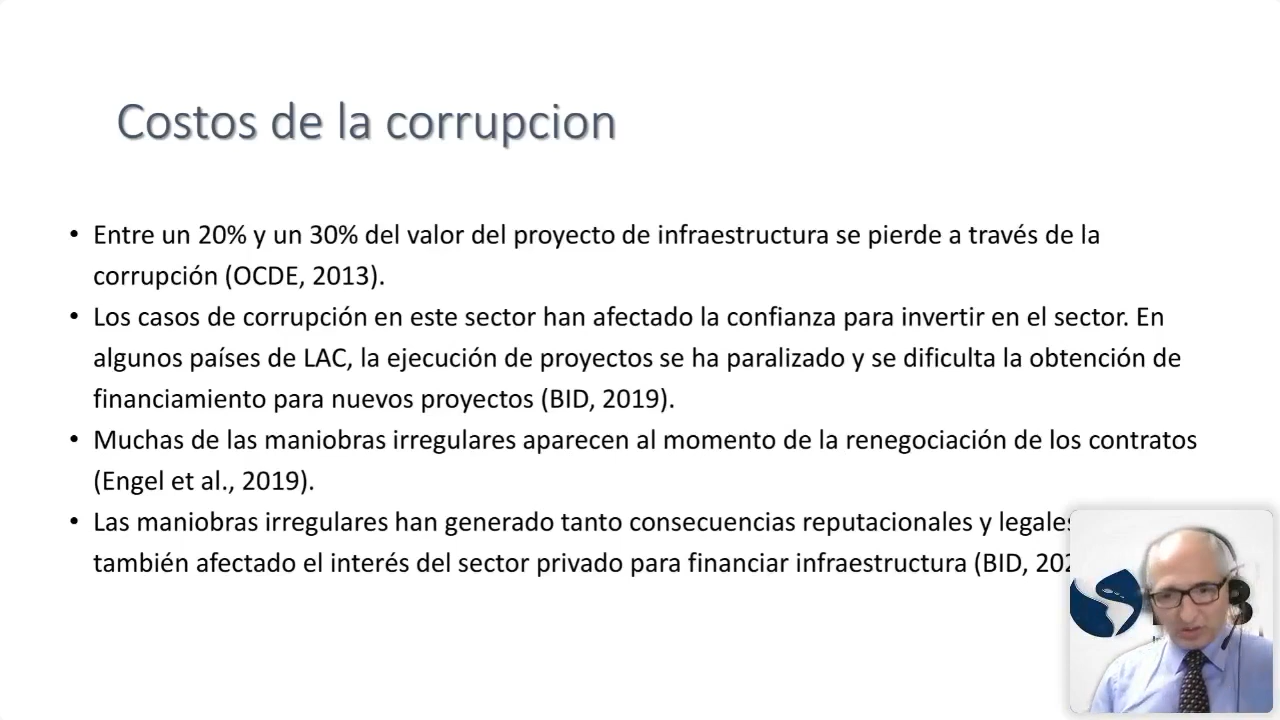 Costos de la corrupcion
• Entre un 20% y un 30% del valor del proyecto de infraestructura se pierde a través de la
corrupción (OCDE, 2013).
• Los casos de corrupción en este sector han afectado la confianza para invertir en el sector. En
algunos países de LAC, la ejecución de proyectos se ha paralizado y se dificulta la obtención de
financiamiento para nuevos proyectos (BID, 2019).
• Muchas de las maniobras irregulares aparecen al momento de la renegociación de los contratos
(Engel et al., 2019).
• Las maniobras irregulares han generado tanto consecuencias reputacionales y legales
también afectado el interés del sector privado para financiar infraestructura (BID,